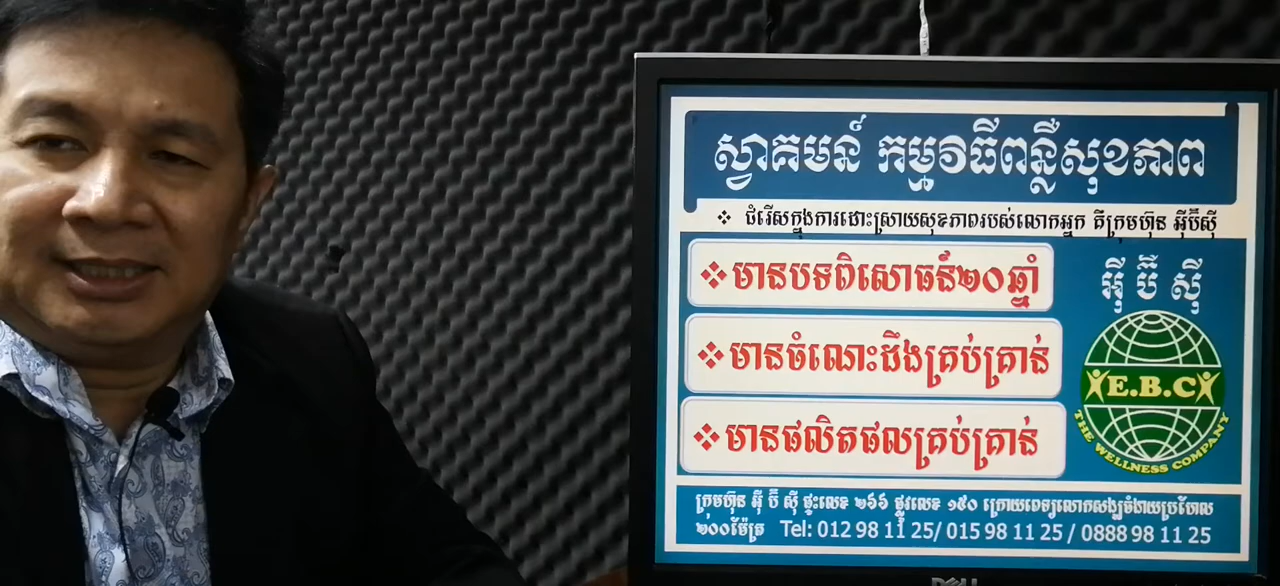 ស្វាគមន៍ កម្មវិធីពន្លឺសុខភាព
❖ ជំរើសក្នុងការដោះស្រាយសុខភាពរបស់លោកអ្នក គឺក្រុមហ៊ុន អ៊ីប៊ីស៊ី
❖មានបទពិសោធន៍២០ឆ្នាំ
❖មានចំណេះដឹងគ្រប់គ្រាន់
❖មានផលិតផលគ្រប់គ្រាន់
អ៊ី ប៊ី ស៊ី
E.B.C
THE WELLNESS COMPANY
ក្រុមហ៊ុន អ៊ី ប៊ី ស៊ី ផ្ទះលេខ ២៦៦ ផ្លូវលេខ ១៥០ ក្រោយពេទ្យលោកសង្ឃចំងាយប្រហែល
២០០ម៉ែត្រ Tel: 012 98 11 25/ 015 98 11 25 / 0888 98 11 25